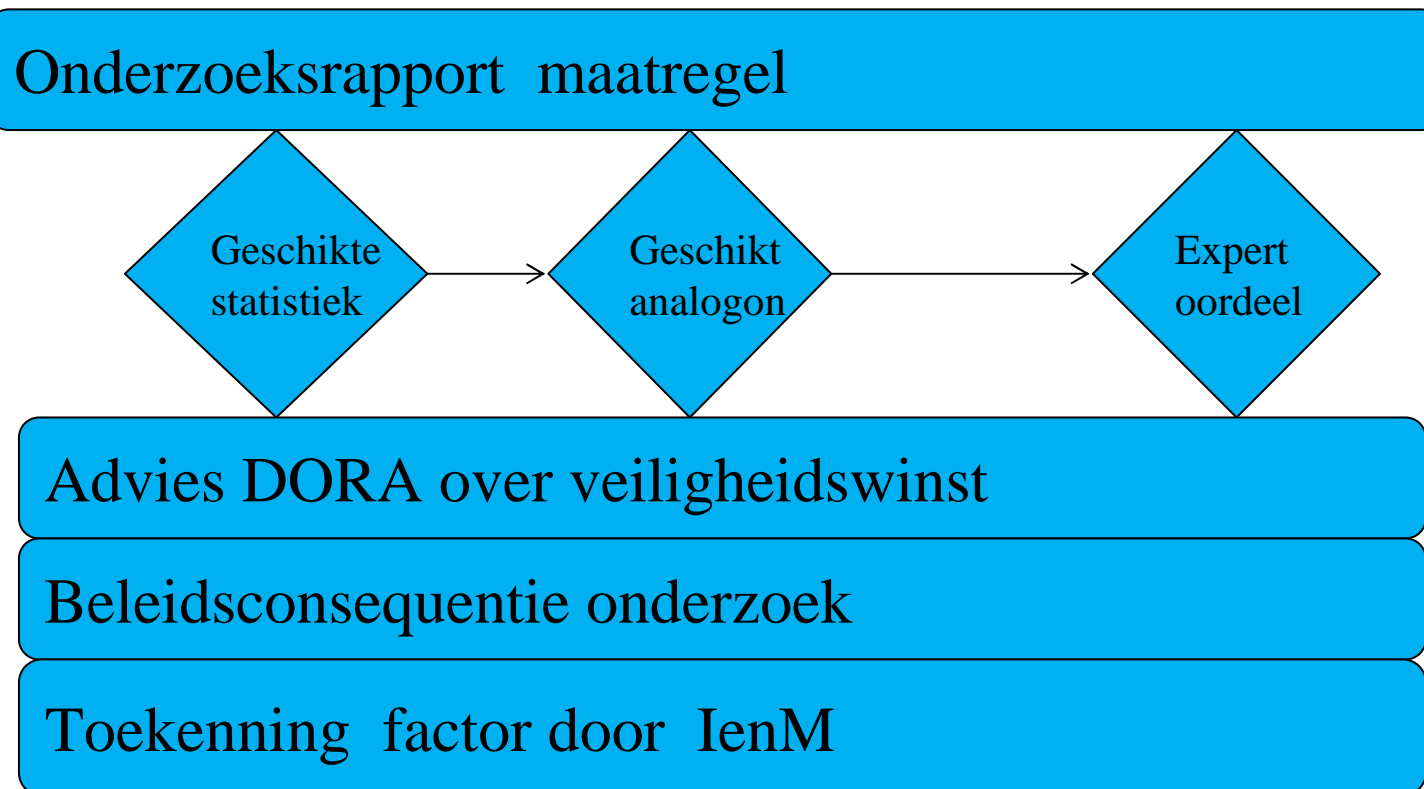 Onderzoeksrapport maatregel
Geschikte
statistiek
Geschikt
analogon
Expert
oordeel
Advies DORA over veiligheidswinst
Beleidsconsequentie onderzoek
Toekenning factor door IenM